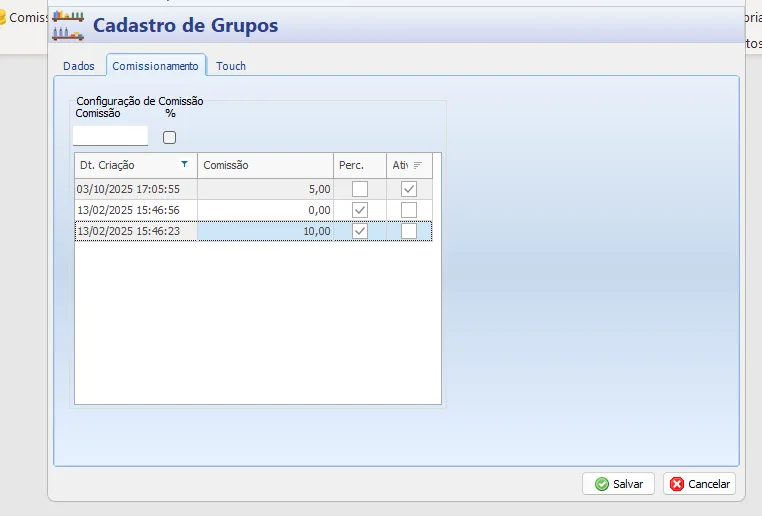 Comiss
Cadastro de Grupos
oria
tos
Dados Comissionamento Touch
Configuração de Comissão
Comissão %
Dt. Criação Comissão Perc. Ativ
03/10/2025 17:05:55 5,00
13/02/2025 15:46:56 0,00
13/02/2025 15:46:23 10,00
Salvar Cancelar